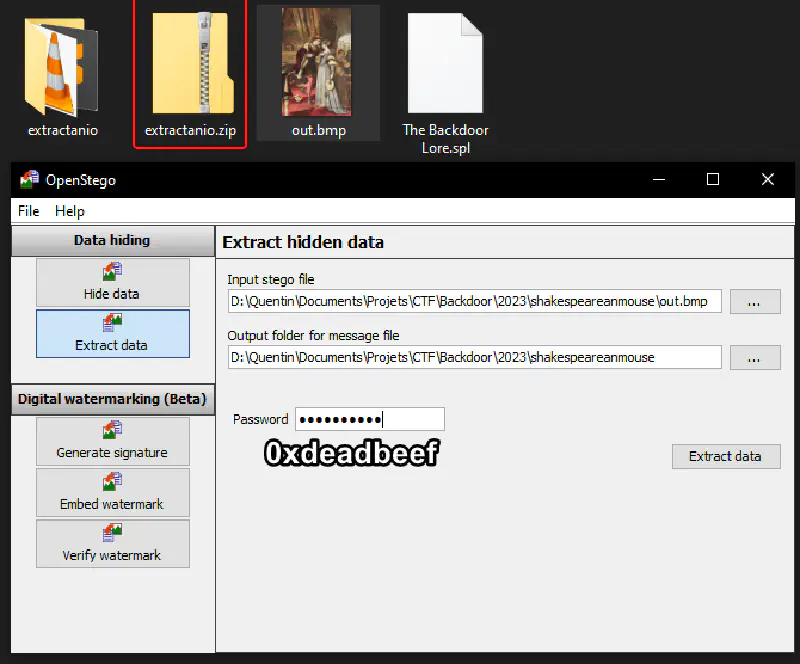 extractanio
extractanio.zip
out.bmp
The Backdoor
Lore.spl
OpenStego
File Help
Data hiding
Hide data
Extract data
Digital watermarking (Beta)
Generate signature
Embed watermark
Verify watermark
Extract hidden data
Input stego file
D:\Quentin\Documents\Projets\CTF\Backdoor\2023\shakespeareanmouse\out.bmp
...
Output folder for message file
D:\Quentin\Documents\Projets\CTF\Backdoor\2023\shakespeareanmouse
...
Password ••••••••••
0xdeadbeef
Extract data